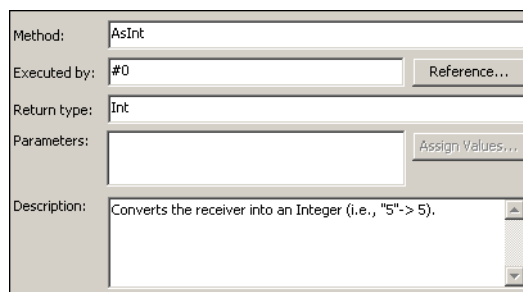 Method: AsInt
Executed by: #0 Reference...
Return type: Int
Parameters: Assign Values...
Description: Converts the receiver into an Integer (i.e., "5"-> 5).